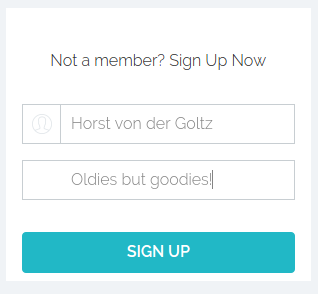 Not a member? Sign Up Now
Horst von der Goltz
Oldies but goodies!
SIGN UP